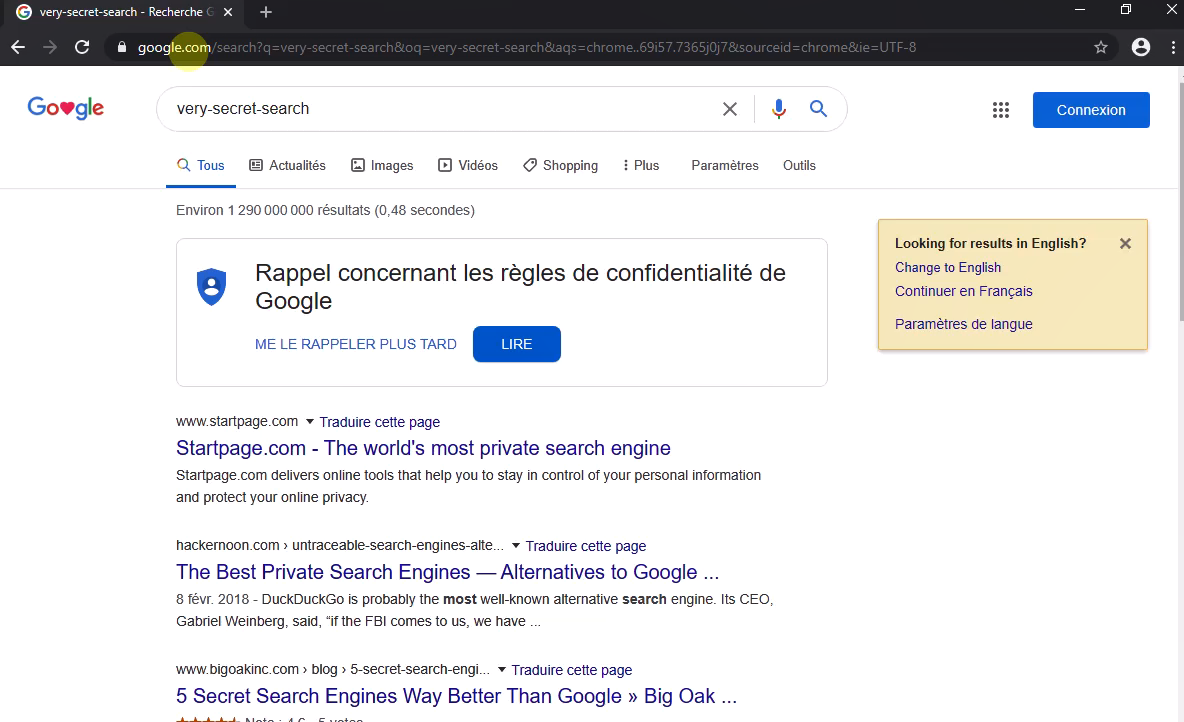 very-secret-search - Recherche G
google.com/search?q=very-secret-search&oq=very-secret-search&aqs=chrome..69i57.7365j0j7&sourceid=chrome&ie=UTF-8
Google
very-secret-search
Connexion
Tous Actualités Images Vidéos Shopping Plus Paramètres Outils
Environ 1 290 000 000 résultats (0,48 secondes)
Rappel concernant les règles de confidentialité de
Google
ME LE RAPPELER PLUS TARD LIRE
Looking for results in English?
Change to English
Continuer en Français
Paramètres de langue
www.startpage.com Traduire cette page
Startpage.com - The world's most private search engine
Startpage.com delivers online tools that help you to stay in control of your personal information
and protect your online privacy.
hackernoon.com › untraceable-search-engines-alte... Traduire cette page
The Best Private Search Engines — Alternatives to Google ...
8 févr. 2018 - DuckDuckGo is probably the most well-known alternative search engine. Its CEO,
Gabriel Weinberg, said, “if the FBI comes to us, we have ...
www.bigoakinc.com › blog › 5-secret-search-engi... Traduire cette page
5 Secret Search Engines Way Better Than Google » Big Oak ...
Note : 4,6 - 5 votes